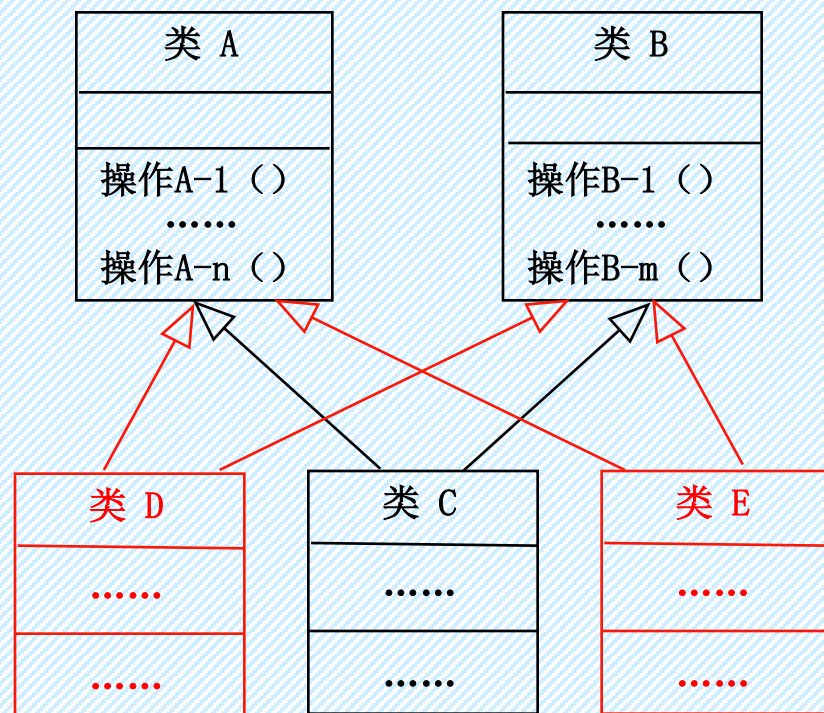 类 A
类 B
操作A-1（）
……
操作A-n（）
操作B-1（）
……
操作B-m（）
类 D
……
……
类 C
……
……
类 E
……
……